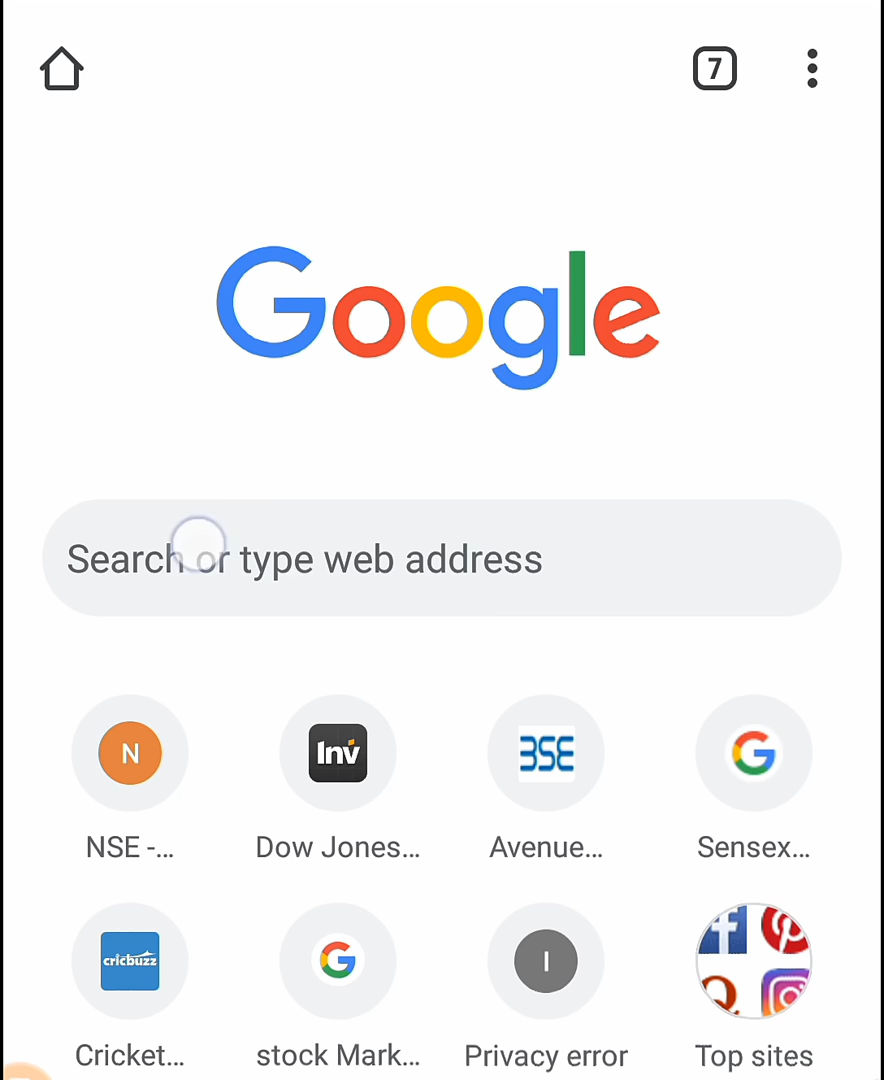 7
Google
Search or type web address
N
Inv
BSE
G
NSE -...
Dow Jones...
Avenue...
Sensex...
cricbuzz
G
I
Cricket...
stock Mark...
Privacy error
Top sites